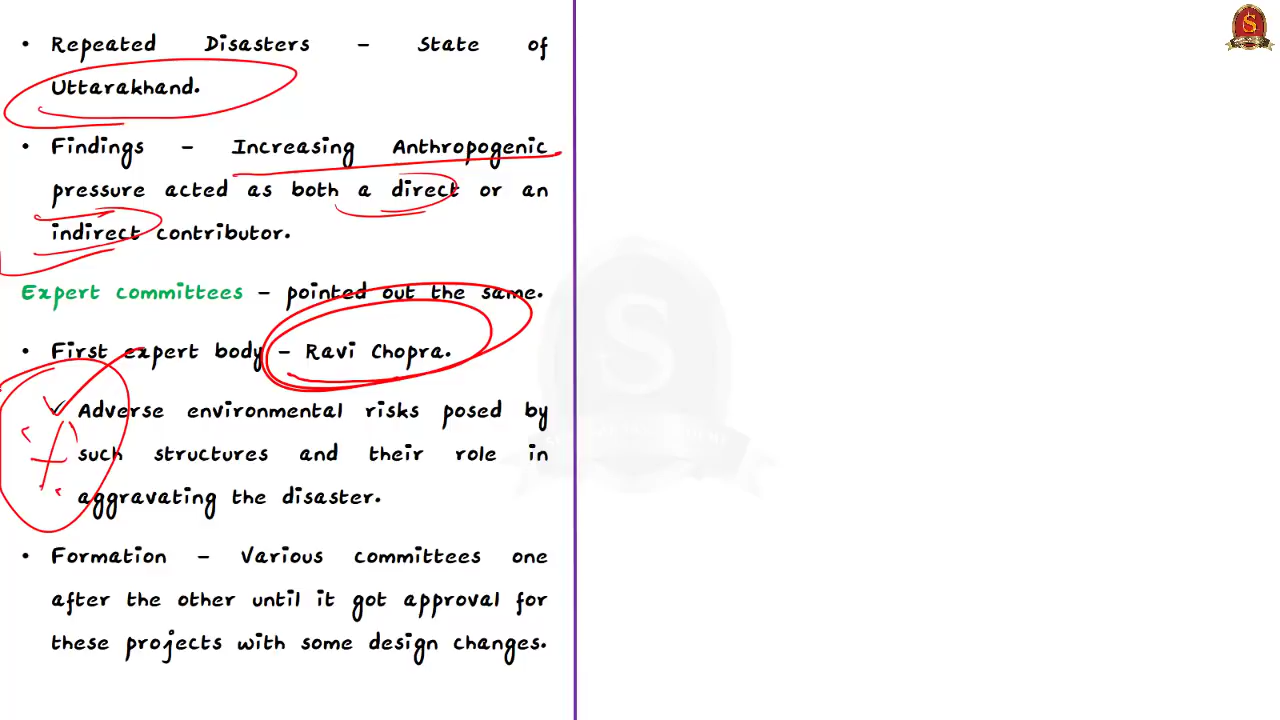 • Repeated Disasters – State of
Uttarakhand.
• Findings – Increasing Anthropogenic
pressure acted as both a direct or an
indirect contributor.
Expert committees – pointed out the same.
• First expert body – Ravi Chopra.
✓ Adverse environmental risks posed by
such structures and their role in
aggravating the disaster.
• Formation – Various committees one
after the other until it got approval for
these projects with some design changes.
S